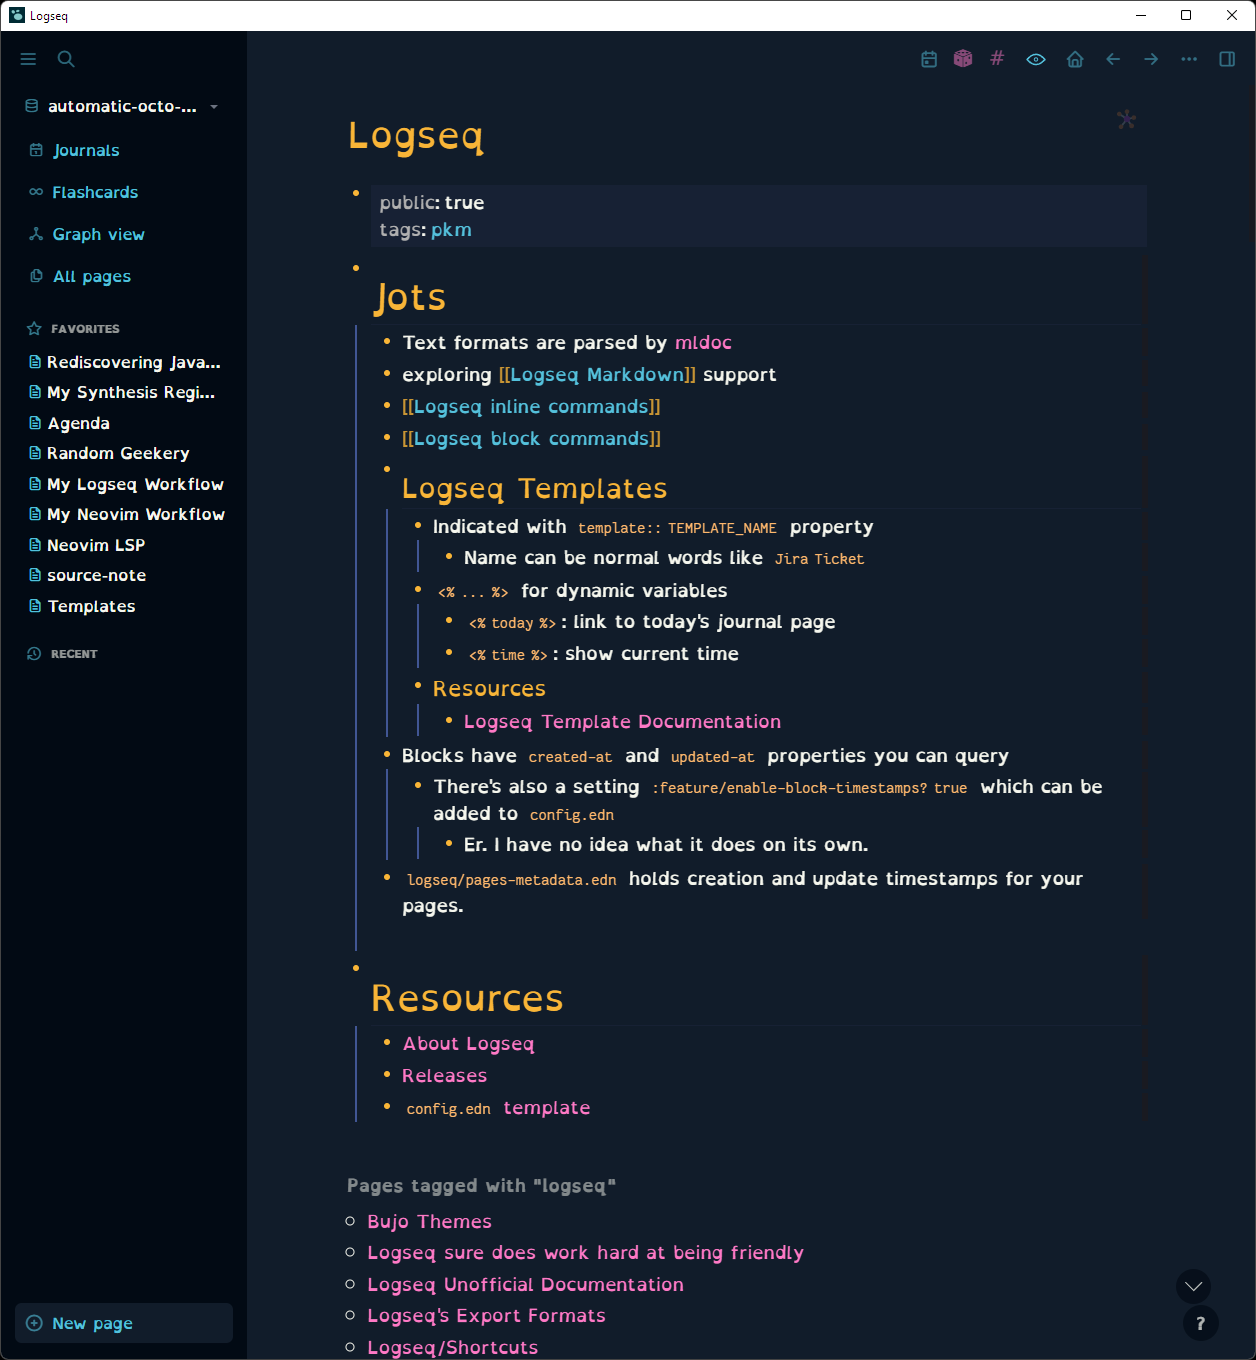 Logseq
automatic-octo-...
Journals
Flashcards
Graph view
All pages
FAVORITES
Rediscovering Java...
My Synthesis Regi...
Agenda
Random Geekery
My Logseq Workflow
My Neovim Workflow
Neovim LSP
source-note
Templates
RECENT
New page
#
Logseq
public: true
tags: pkm
Jots
Text formats are parsed by mldoc
exploring [[Logseq Markdown]] support
[[Logseq inline commands]]
[[Logseq block commands]]
Logseq Templates
Indicated with template:: TEMPLATE_NAME property
Name can be normal words like Jira Ticket
<% ... %> for dynamic variables
<% today %>: link to today's journal page
<% time %>: show current time
Resources
Logseq Template Documentation
Blocks have created-at and updated-at properties you can query
There's also a setting :feature/enable-block-timestamps? true which can be
added to config.edn
Er. I have no idea what it does on its own.
logseq/pages-metadata.edn holds creation and update timestamps for your
pages.
Resources
About Logseq
Releases
config.edn template
Pages tagged with "logseq"
Bujo Themes
Logseq sure does work hard at being friendly
Logseq Unofficial Documentation
Logseq's Export Formats
Logseq/Shortcuts
?